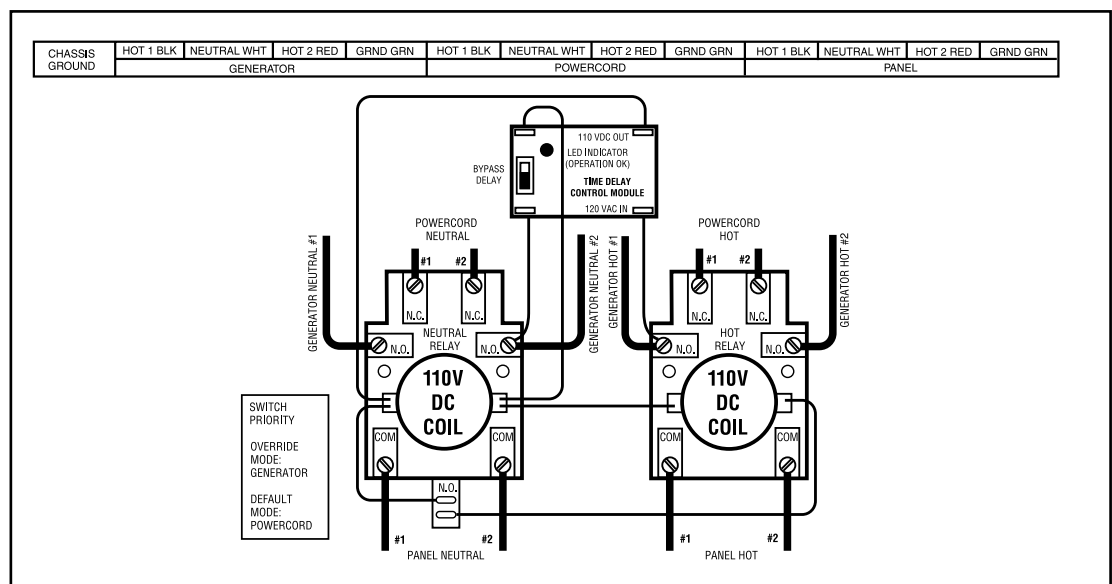 CHASSIS GROUND
HOT 1 BLK NEUTRAL WHT HOT 2 RED GRND GRN HOT 1 BLK NEUTRAL WHT HOT 2 RED GRND GRN HOT 1 BLK NEUTRAL WHT HOT 2 RED GRND GRN
GENERATOR POWERCORD PANEL
110 VDC OUT
LED INDICATOR
(OPERATION OK)
BYPASS
DELAY
TIME DELAY
CONTROL MODULE
120 VAC IN
POWERCORD
NEUTRAL
POWERCORD
HOT
GENERATOR NEUTRAL #1
#1 #2
GENERATOR NEUTRAL #2
GENERATOR HOT #1
#1 #2
GENERATOR HOT #2
N.C. N.C.
N.C. N.C.
NEUTRAL
RELAY
HOT
RELAY
N.O. N.O.
N.O. N.O.
110V
DC
COIL
110V
DC
COIL
COM COM
COM COM
SWITCH
PRIORITY
OVERRIDE
MODE:
GENERATOR
DEFAULT
MODE:
POWERCORD
N.O.
#1 #2
PANEL NEUTRAL
#1 #2
PANEL HOT